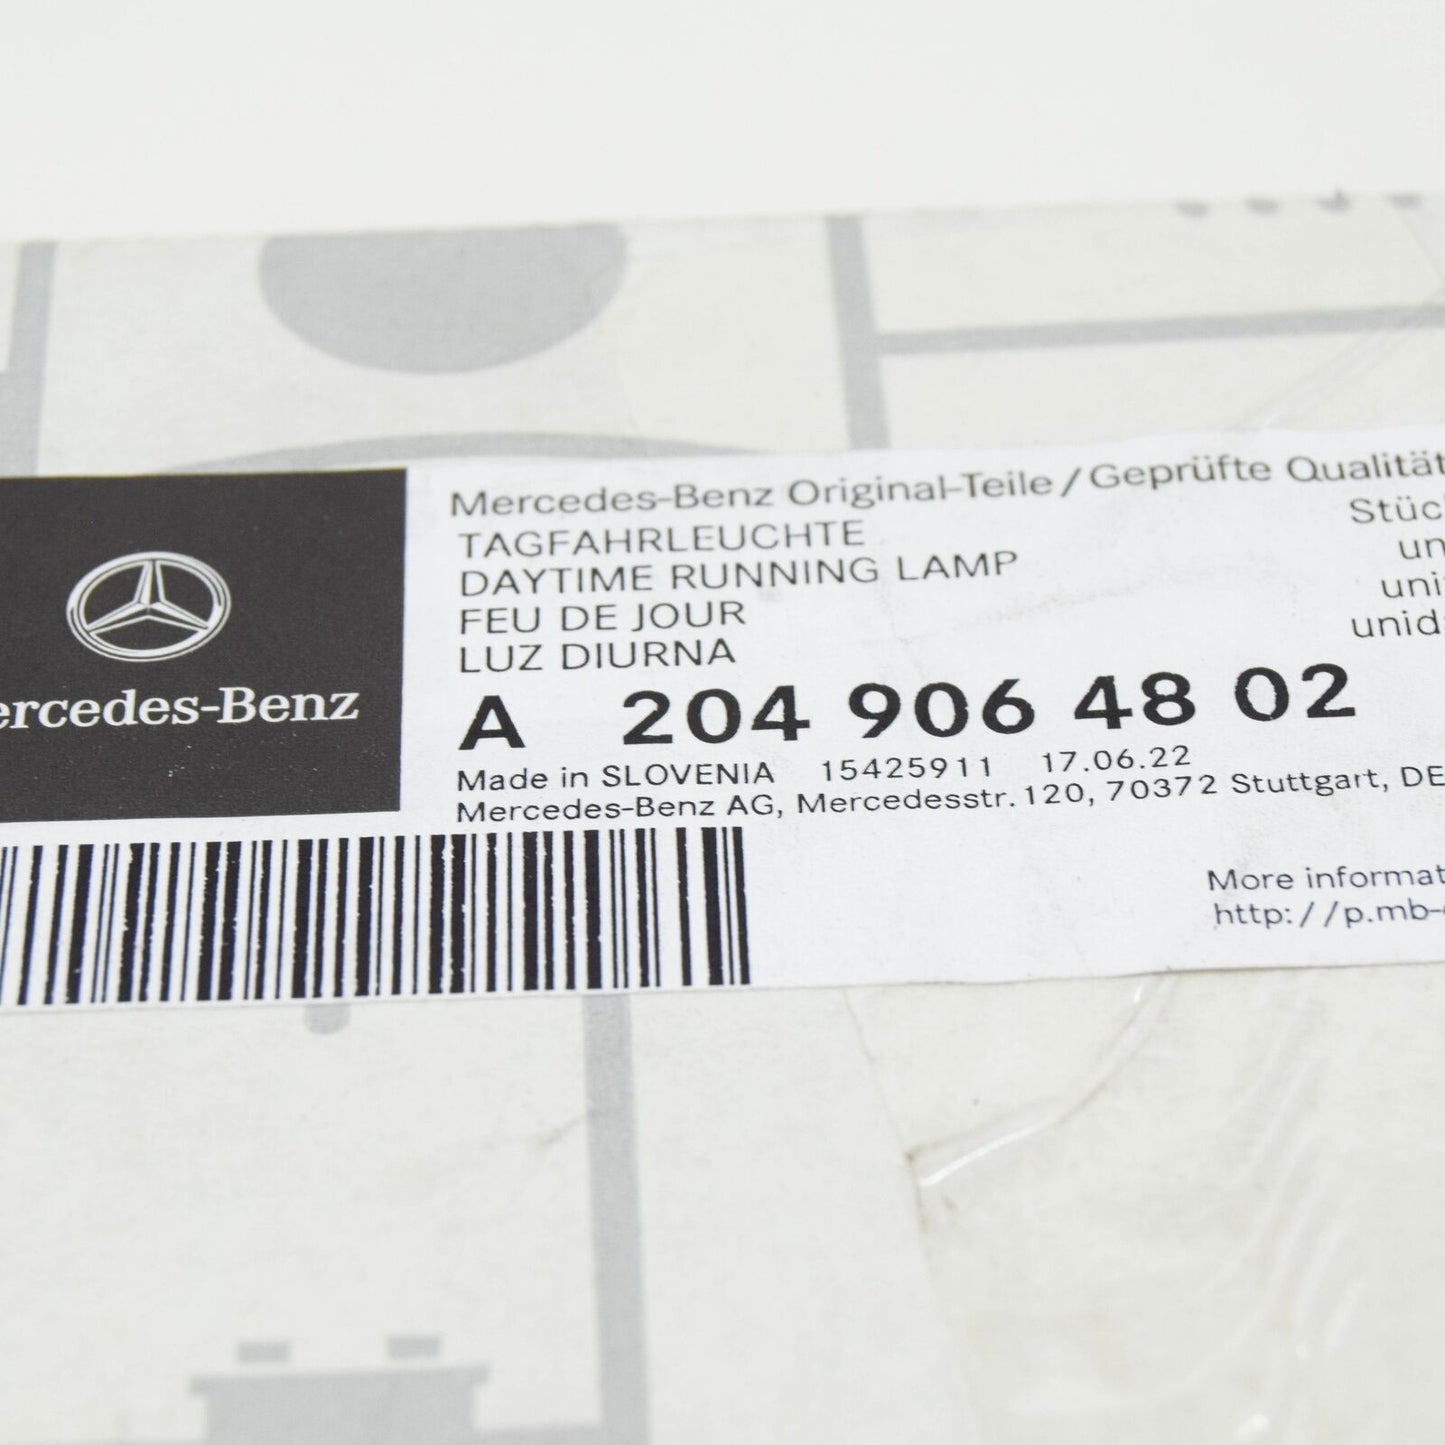 Mercedes-Benz Original-Teile/Geprüfte Qualität
TAGFAHRLEUCHTE
DAYTIME RUNNING LAMP
FEU DE JOUR
LUZ DIURNA
A 204 906 48 02
Made in SLOVENIA 15425911 17.06.22
Mercedes-Benz AG, Mercedesstr. 120, 70372 Stuttgart, DE
ercedes-Benz
More
http://p.mb-